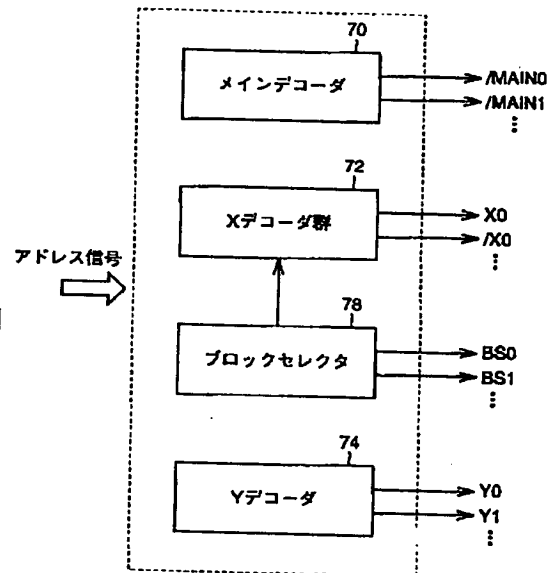 70
メインデコーダ
/MAIN0
/MAIN1
⋮
72
Xデコーダ群
X0
/X0
⋮
アドレス信号
78
ブロックセレクタ
BS0
BS1
⋮
74
Yデコーダ
Y0
Y1
⋮